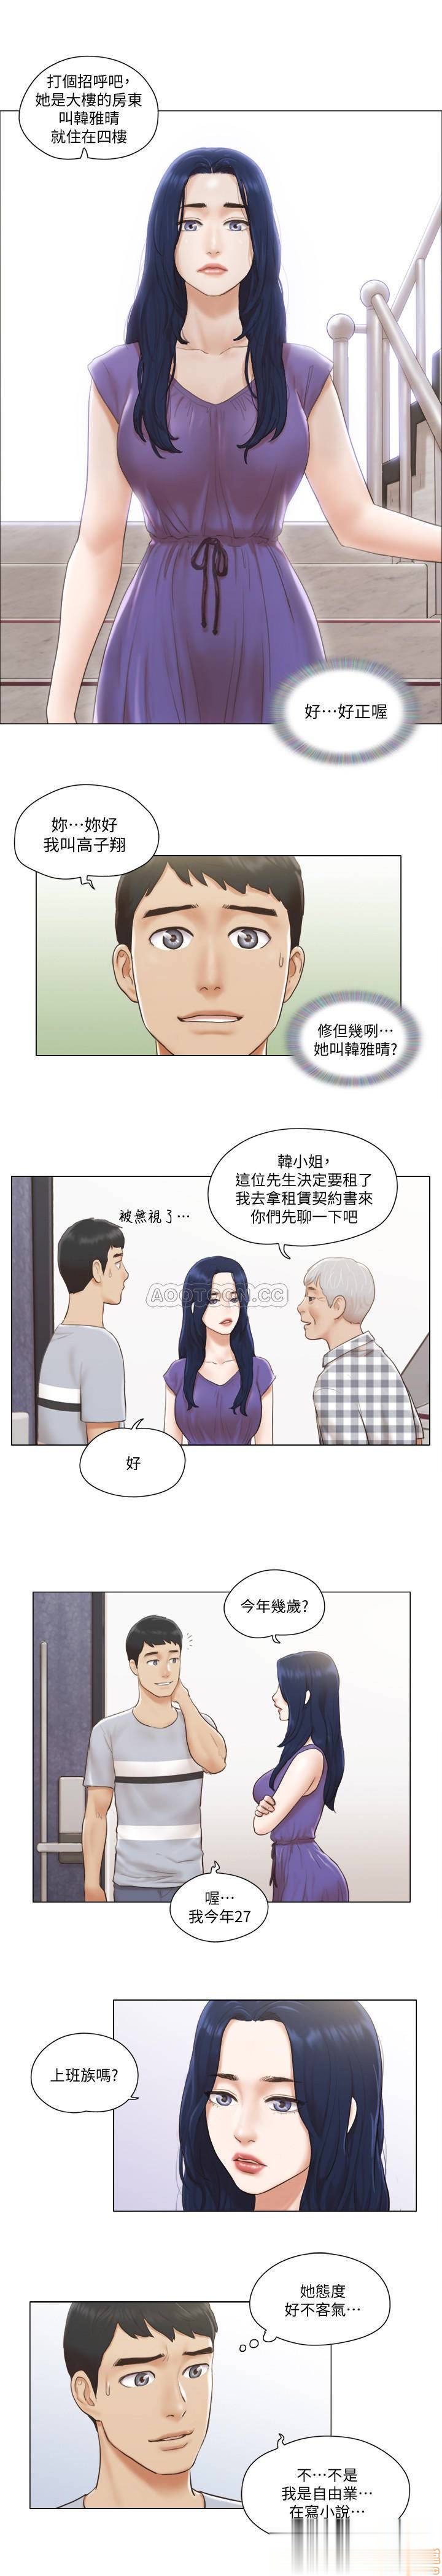 打個招呼吧，
她是大樓的房東
叫韓雅晴
就住在四樓
好…好正喔
妳…妳好
我叫高子翔
修但幾咧…
她叫韓雅晴?
韓小姐，
這位先生決定要租了
我去拿租賃契約書來
你們先聊一下吧
被無視了…
AOOTOON.CC
好
今年幾歲?
喔…
我今年27
上班族嗎?
她態度
好不客氣…
不…不是
我是自由業…
在寫小說…